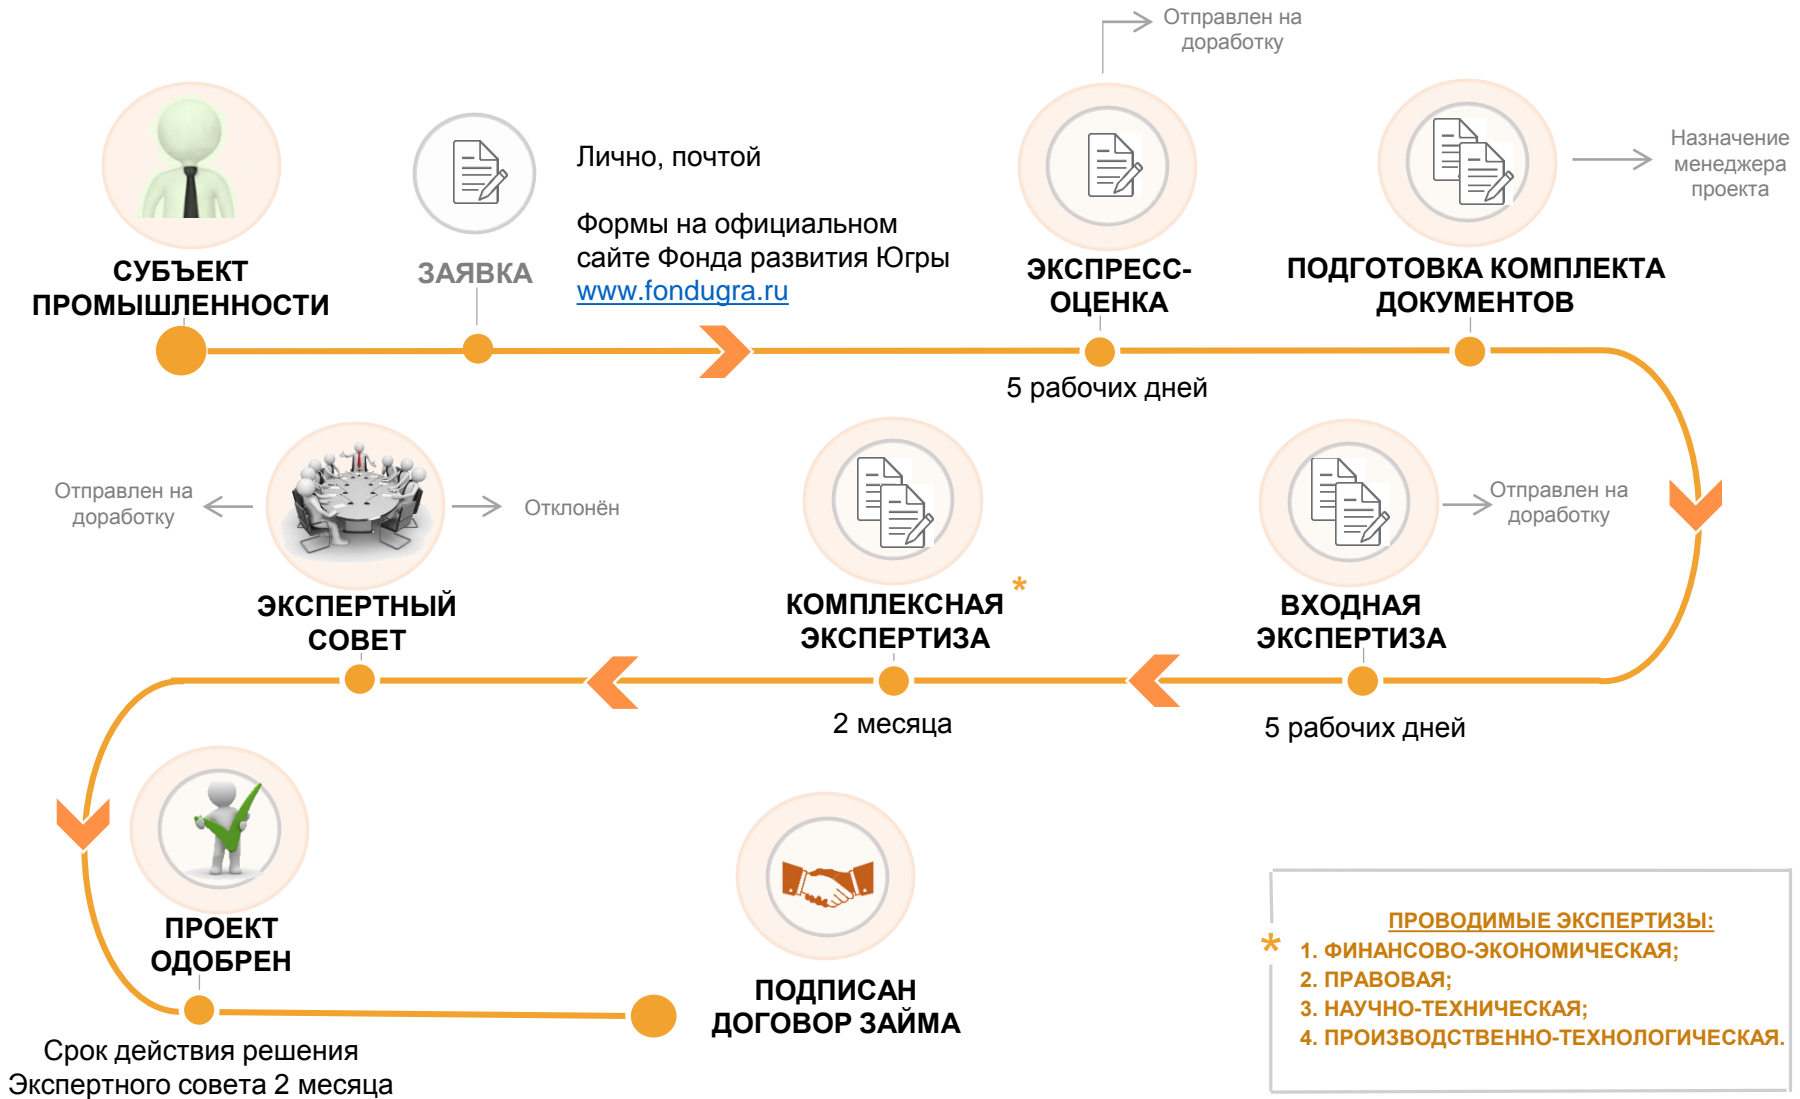 Отправлен на
доработку
Лично, почтой
Формы на официальном
сайте Фонда развития Югры
www.fondugra.ru
Назначение
менеджера
проекта
СУБЪЕКТ
ПРОМЫШЛЕННОСТИ
ЗАЯВКА
ЭКСПРЕСС-
ОЦЕНКА
ПОДГОТОВКА КОМПЛЕКТА
ДОКУМЕНТОВ
5 рабочих дней
Отправлен на
доработку
Отклонён
Отправлен на
доработку
ЭКСПЕРТНЫЙ
СОВЕТ
КОМПЛЕКСНАЯ *
ЭКСПЕРТИЗА
ВХОДНАЯ
ЭКСПЕРТИЗА
2 месяца
5 рабочих дней
ПРОЕКТ
ОДОБРЕН
ПОДПИСАН
ДОГОВОР ЗАЙМА
Срок действия решения
Экспертного совета 2 месяца
*
ПРОВОДИМЫЕ ЭКСПЕРТИЗЫ:
1. ФИНАНСОВО-ЭКОНОМИЧЕСКАЯ;
2. ПРАВОВАЯ;
3. НАУЧНО-ТЕХНИЧЕСКАЯ;
4. ПРОИЗВОДСТВЕННО-ТЕХНОЛОГИЧЕСКАЯ.